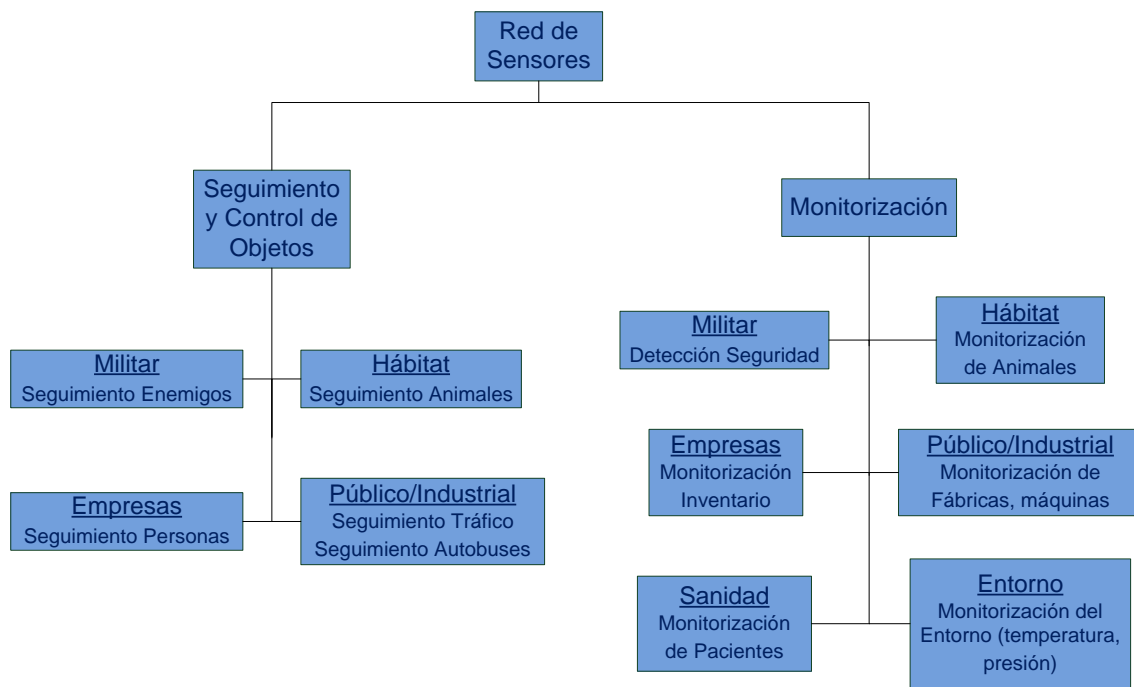 Red de
Sensores
Seguimiento
y Control de
Objetos
Monitorización
Militar
Seguimiento Enemigos
Hábitat
Seguimiento Animales
Empresas
Seguimiento Personas
Público/Industrial
Seguimiento Tráfico
Seguimiento Autobuses
Militar
Detección Seguridad
Hábitat
Monitorización
de Animales
Empresas
Monitorización
Inventario
Público/Industrial
Monitorización de
Fábricas, máquinas
Sanidad
Monitorización
de Pacientes
Entorno
Monitorización del
Entorno (temperatura,
presión)